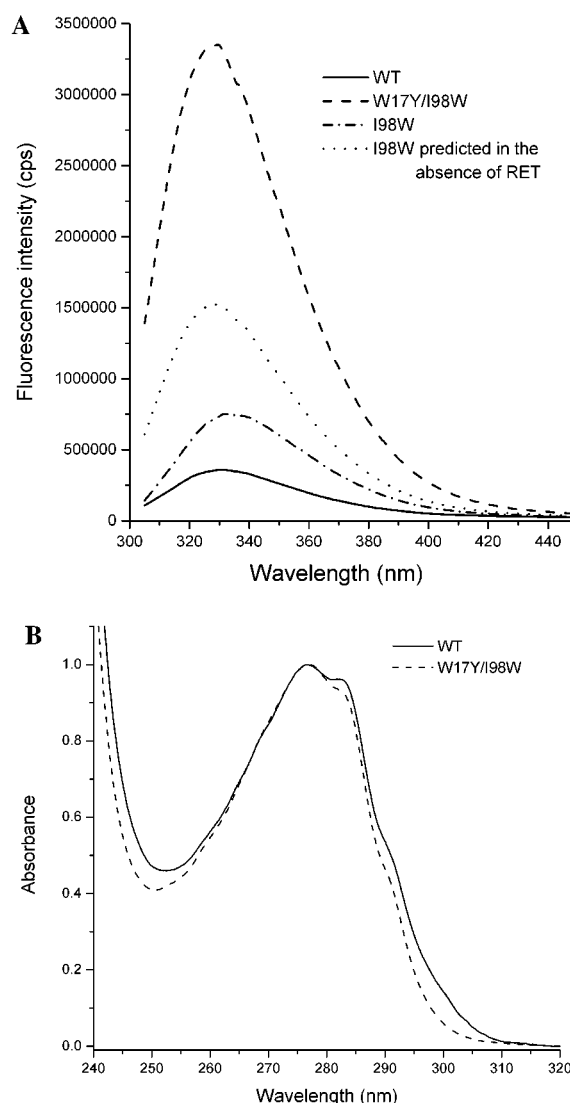 A
3500000
3000000
2500000
2000000
1500000
1000000
500000
0
Fluorescence intensity (cps)
WT
W17Y/I98W
I98W
I98W predicted in the
absence of RET
300 320 340 360 380 400 420 440
Wavelength (nm)
B
1.0
0.8
0.6
0.4
0.2
0.0
Absorbance
WT
W17Y/I98W
240 250 260 270 280 290 300 310 320
Wavelength (nm)